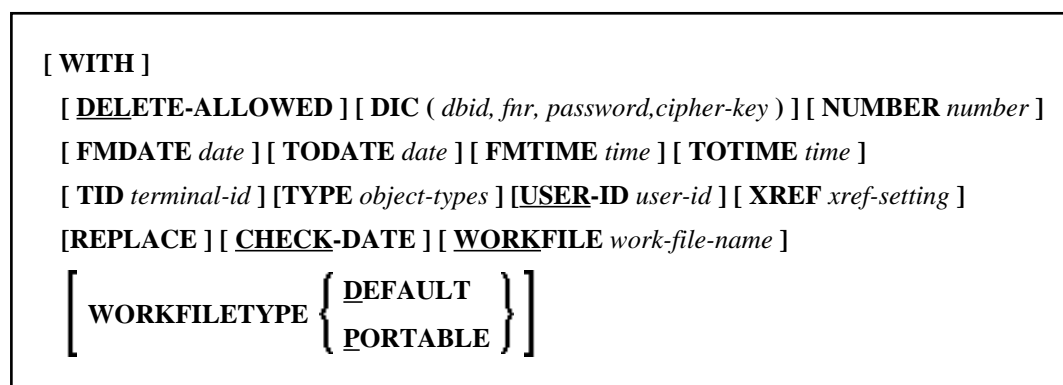 [ WITH ]
[ DELETE-ALLOWED ] [ DIC ( dbid, fnr, password,cipher-key ) ] [ NUMBER number ]
[ FMDATE date ] [ TODATE date ] [ FMTIME time ] [ TOTIME time ]
[ TID terminal-id ] [TYPE object-types ] [USER-ID user-id ] [ XREF xref-setting ]
[REPLACE ] [ CHECK-DATE ] [ WORKFILE work-file-name ]
[ WORKFILETYPE { DEFAULT
PORTABLE } ]